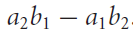 a₂b₁ − a₁b₂.